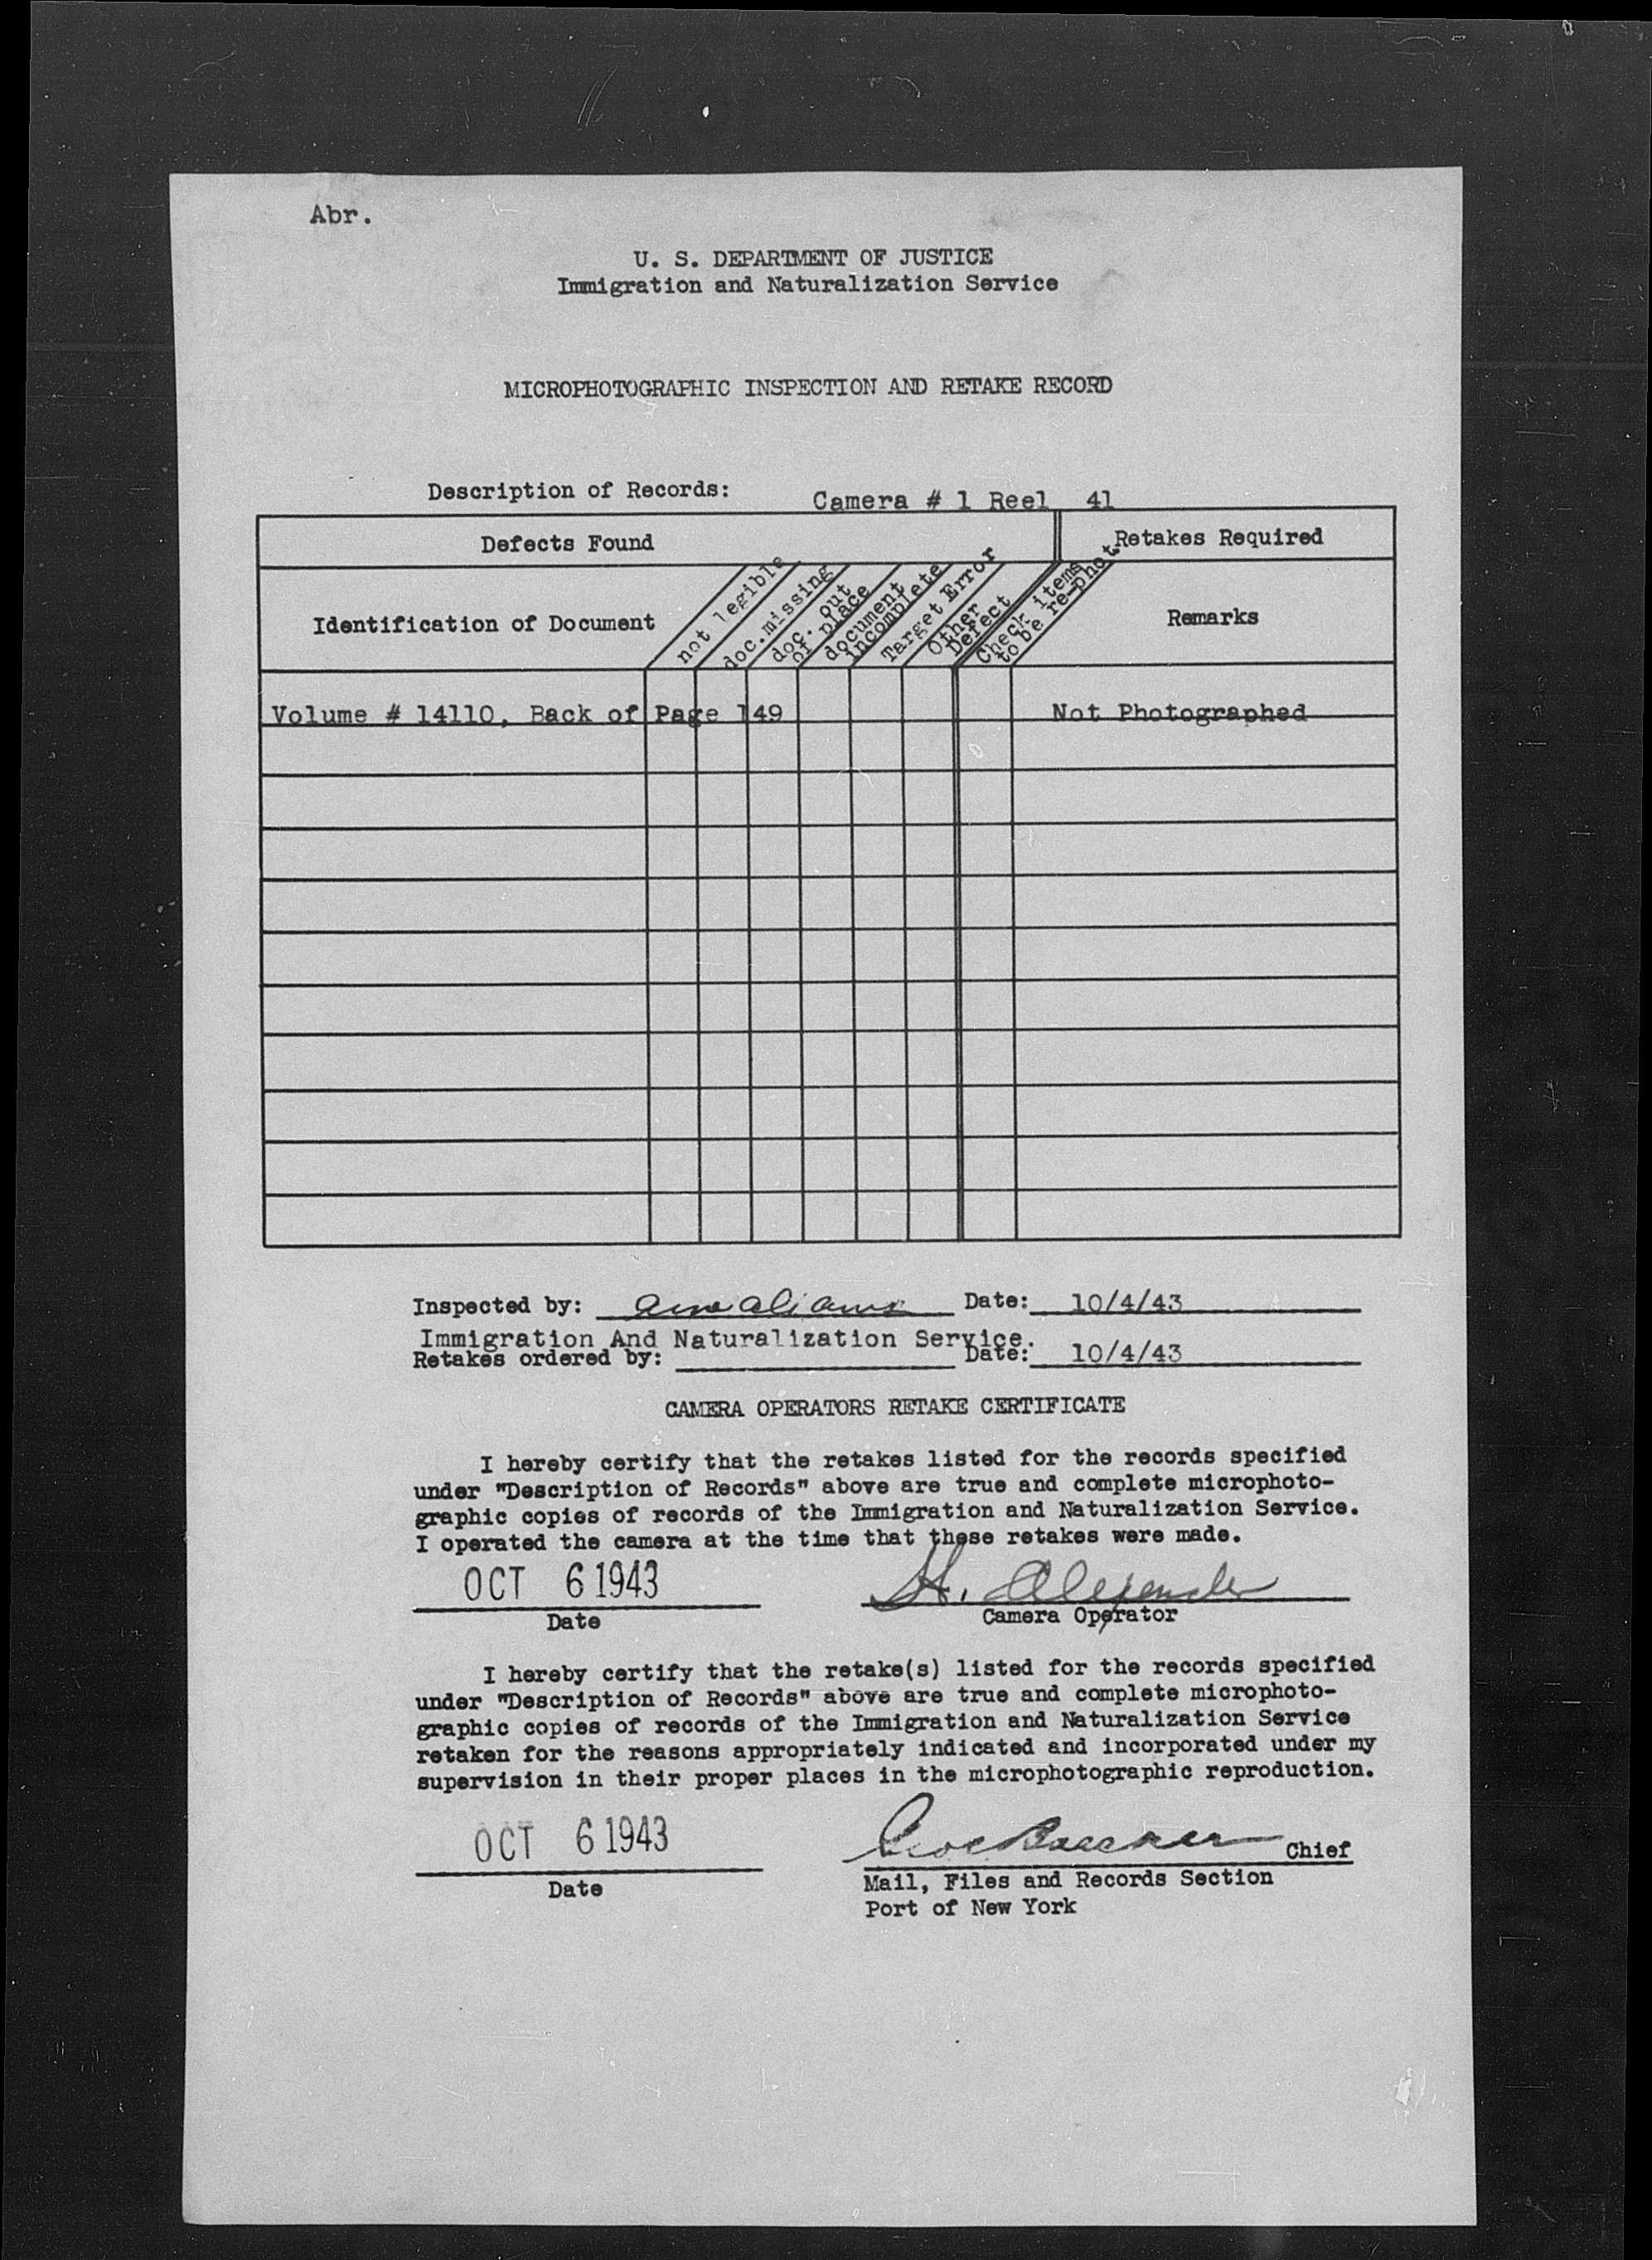 Abr.
U. S. DEPARTMENT OF JUSTICE
Immigration and Naturalization Service
MICROPHOTOGRAPHIC INSPECTION AND RETAKE RECORD
Description of Records: Camera # 1 Reel 41
Defects Found
Retakes Required
Identification of Document
not legible
doc.missing
doc. out
of place
document
incomplete
Target Error
Other
Defect
Check items
to be re-phot
Remarks
Volume # 14110, Back of Page 149 Not Photographed
Inspected by: Date: 10/4/43
Immigration And Naturalization Service.
Retakes ordered by: Date: 10/4/43
CAMERA OPERATORS RETAKE CERTIFICATE
I hereby certify that the retakes listed for the records specified
under "Description of Records" above are true and complete microphoto-
graphic copies of records of the Immigration and Naturalization Service.
I operated the camera at the time that these retakes were made.
OCT 6 1943 H. Alexander
Date Camera Operator
I hereby certify that the retake(s) listed for the records specified
under "Description of Records" above are true and complete microphoto-
graphic copies of records of the Immigration and Naturalization Service
retaken for the reasons appropriately indicated and incorporated under my
supervision in their proper places in the microphotographic reproduction.
OCT 6 1943 Chief
Date Mail, Files and Records Section
Port of New York